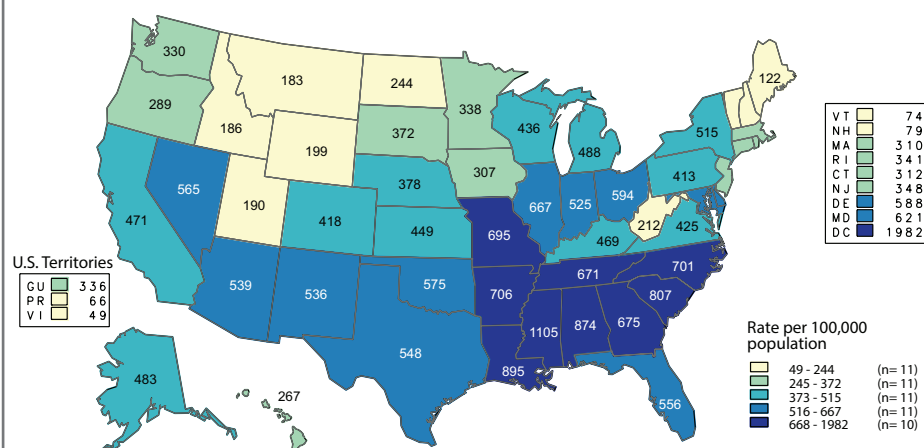 330
183
244
338
122
289
186
199
372
436
488
515
VT 74
NH 79
MA 310
RI 341
CT 312
NJ 348
DE 588
MD 621
DC 1982
565
190
378
307
667
525
594
413
471
418
449
695
469
212
425
U.S. Territories
GU 336
PR 66
VI 49
539
536
575
706
671
701
807
548
1105
874
675
895
556
483
267
Rate per 100,000
population
49 - 244 (n= 11)
245 - 372 (n= 11)
373 - 515 (n= 11)
516 - 667 (n= 11)
668 - 1982 (n= 10)